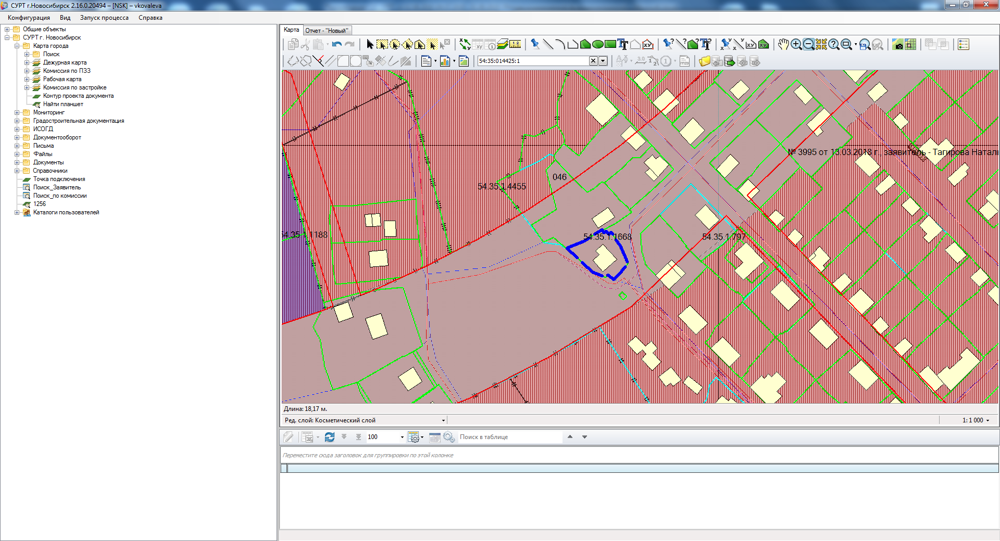 СУРТ г.Новосибирск 2.16.0.20494 – [NSK] – vkovaleva
Конфигурация Вид Запуск процесса Справка
Общие объекты
СУРТ г. Новосибирск
Карта города
Поиск
Дежурная карта
Комиссия по ПЗЗ
Рабочая карта
Комиссия по застройке
Контур проекта документа
Найти планшет
Мониторинг
Градостроительная документация
ИСОГД
Документооборот
Письма
Файлы
Документы
Справочники
Точка подключения
Поиск_Заявитель
Поиск_по комиссии
1256
Каталоги пользователей
Карта Отчет - "Новый"
54:35:014425:1
№ 3995 от 13.03.2018 г., заявитель - Тагирова Натали
046
54.35.1.4455
54.35.1.1188
54.35.1.1668
54.35.1.797
Длина: 18,17 м.
Ред. слой: Косметический слой
1: 1 000
100
Поиск в таблице
Переместите сюда заголовок для группировки по этой колонке